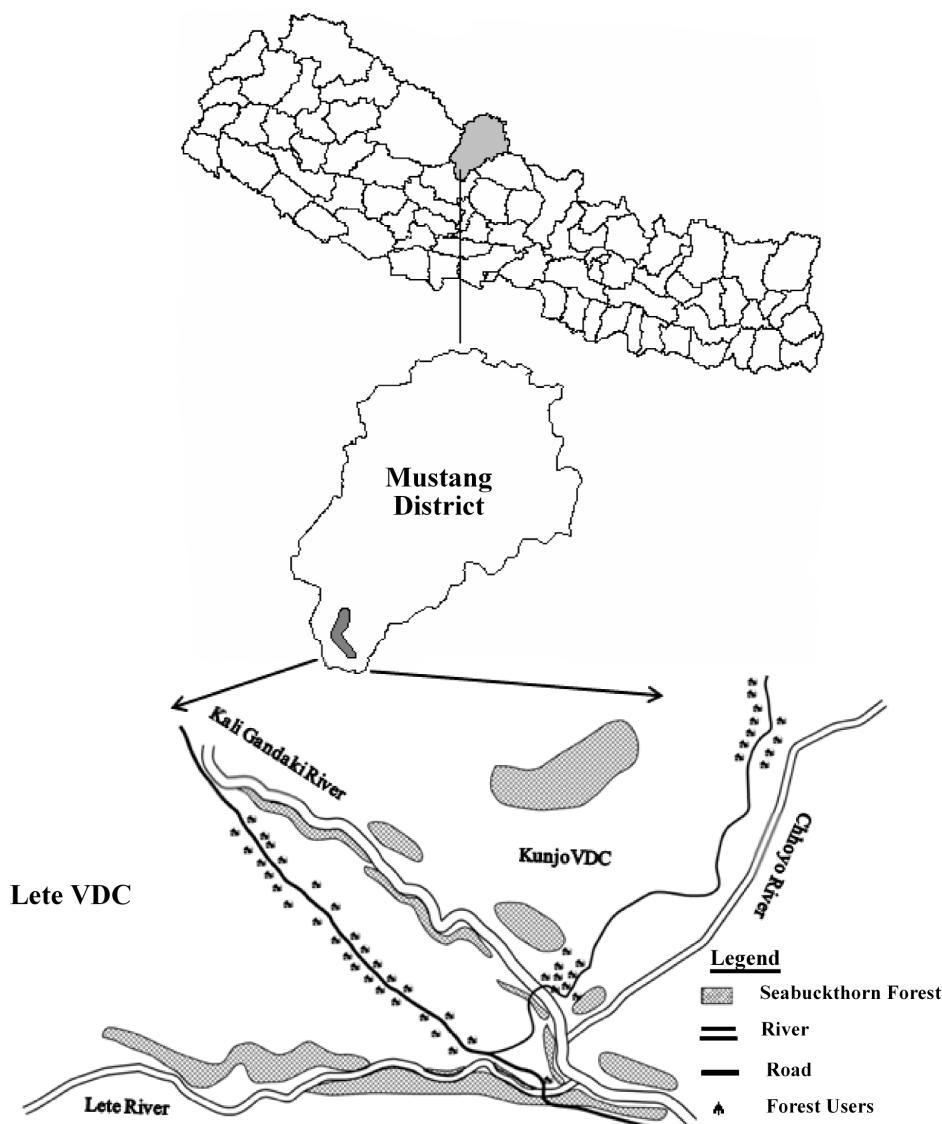 Mustang
District
Kali Gandaki River
Kunjo VDC
Chhoyo River
Lete VDC
Legend
Seabuckthorn Forest
River
Road
Forest Users
Lete River